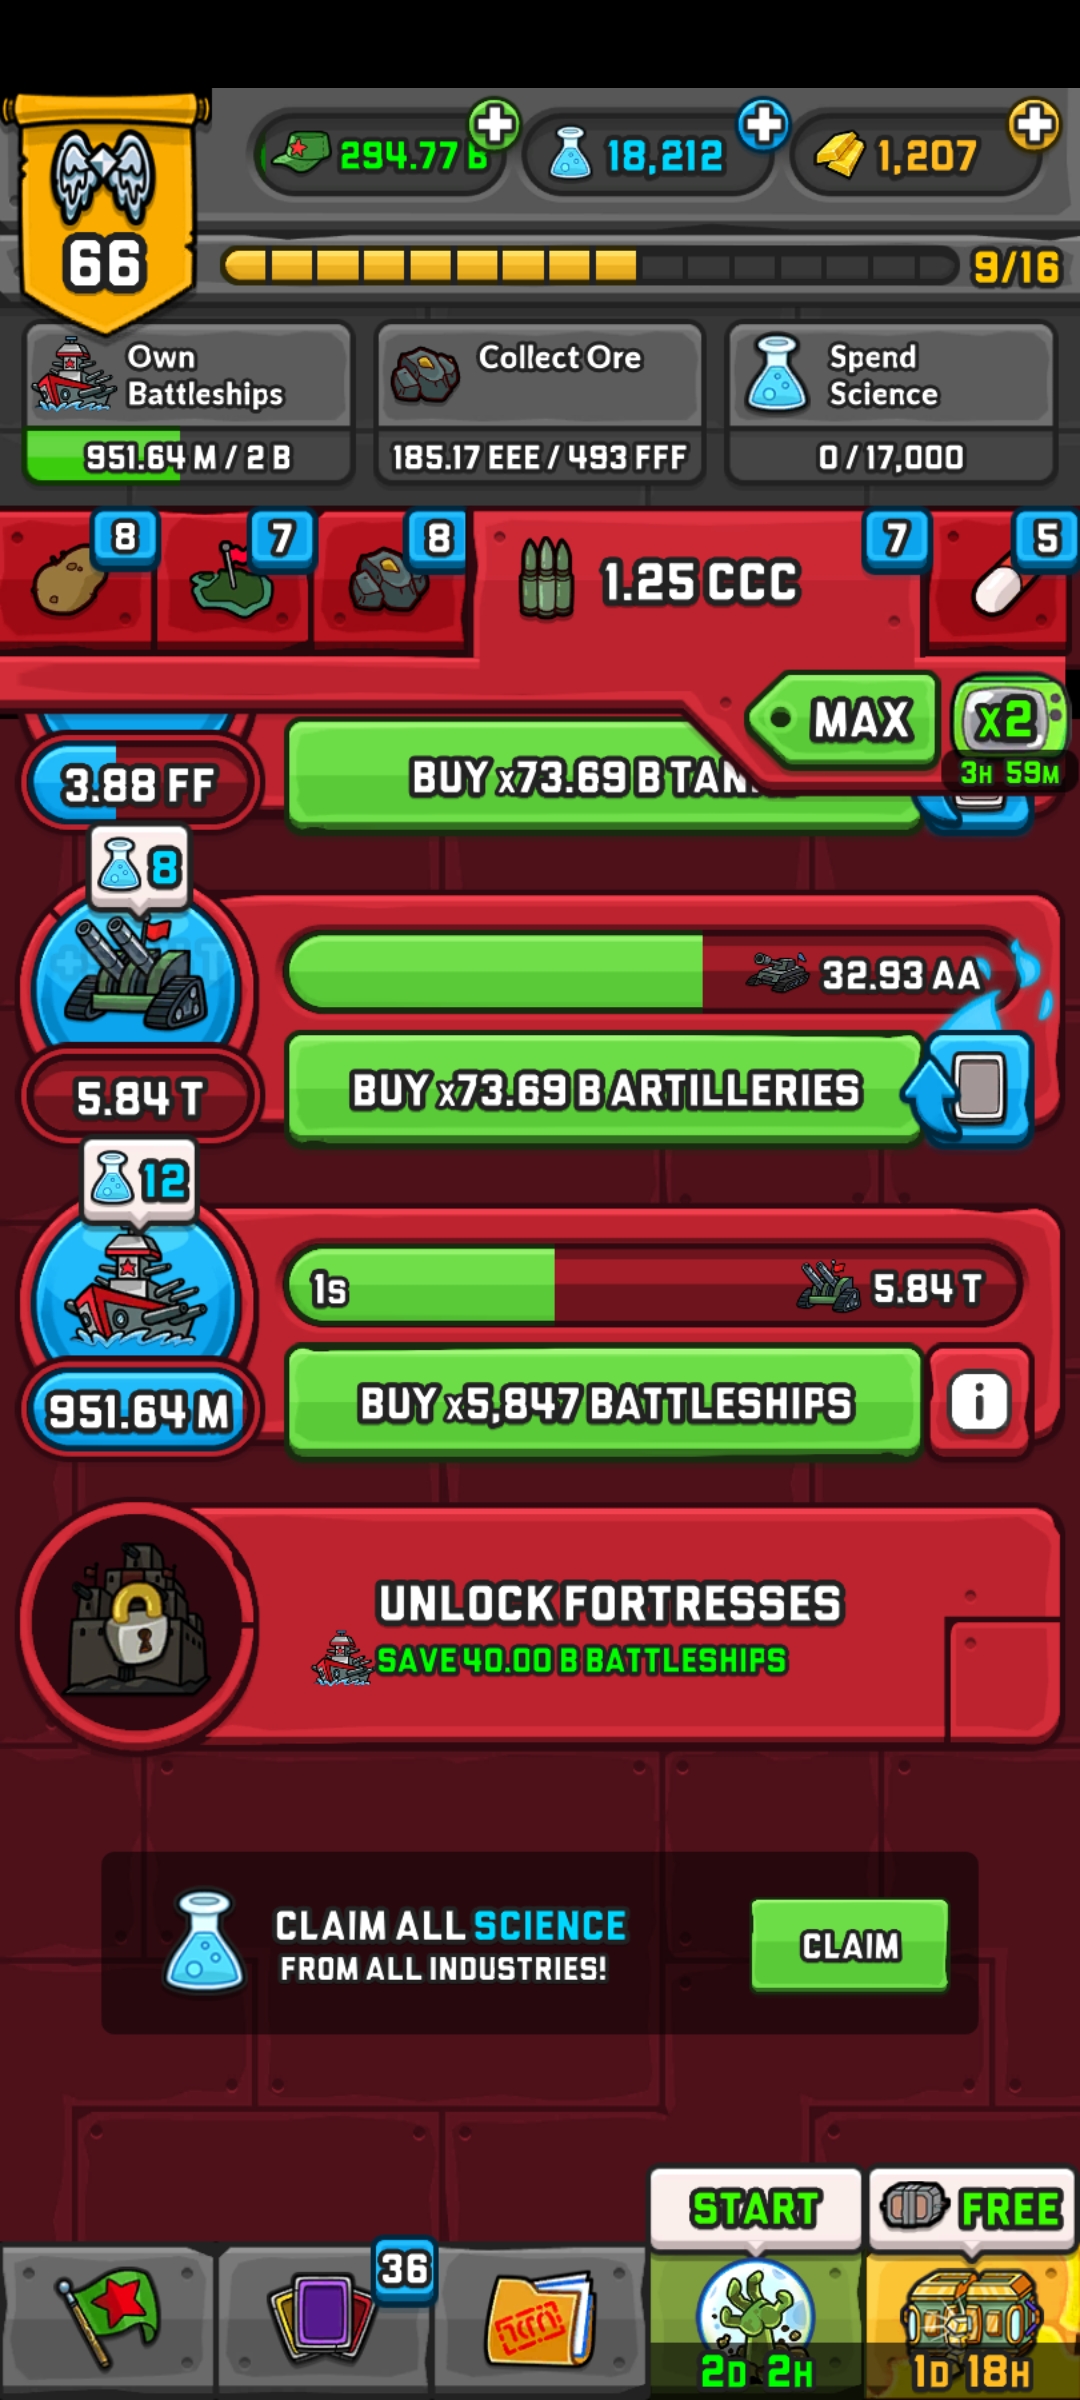 294.77 B
18,212
1,207
66
9/16
Own
Battleships
951.64 M / 2 B
Collect Ore
185.17 EEE / 493 FFF
Spend
Science
0 / 17,000
8
7
8
1.25 CCC
7
5
MAX
x2
3H 59M
3.88 FF
BUY x73.69 B TAN
8
32.93 AA
5.84 T
BUY x73.69 B ARTILLERIES
12
1s
5.84 T
951.64 M
BUY x5,847 BATTLESHIPS
i
UNLOCK FORTRESSES
SAVE 40.00 B BATTLESHIPS
CLAIM ALL SCIENCE
FROM ALL INDUSTRIES!
CLAIM
START
FREE
36
2D 2H
1D 18H